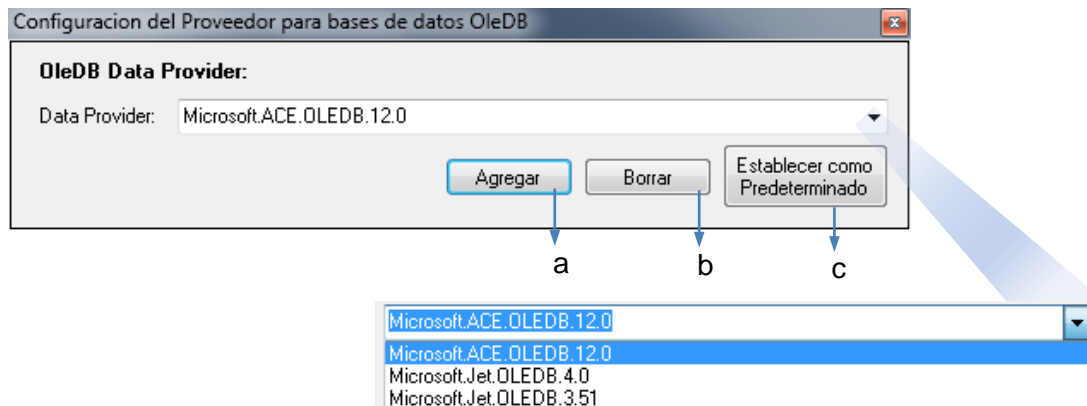 Configuracion del Proveedor para bases de datos OleDB
OleDB Data Provider:
Data Provider: Microsoft.ACE.OLEDB.12.0
Agregar Borrar Establecer como
Predeterminado
a b c
Microsoft.ACE.OLEDB.12.0
Microsoft.ACE.OLEDB.12.0
Microsoft.Jet.OLEDB.4.0
Microsoft.Jet.OLEDB.3.51